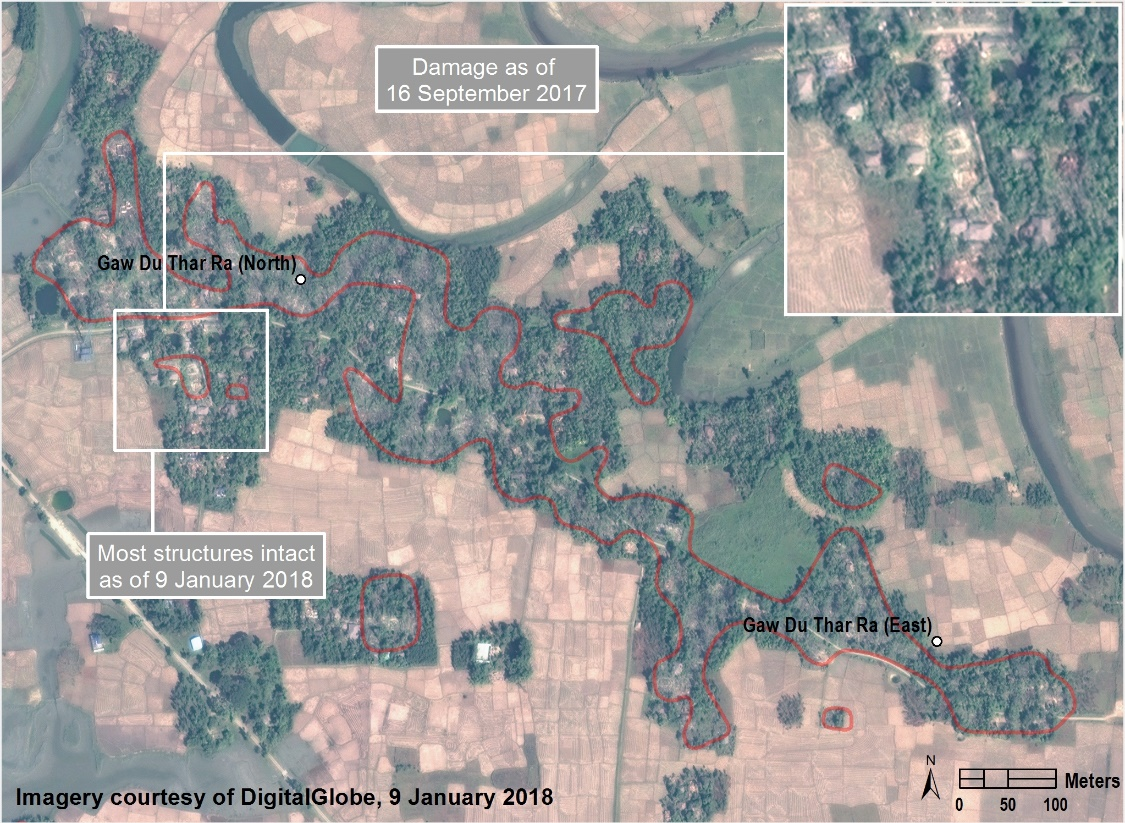 Damage as of
16 September 2017
Gaw Du Thar Ra (North)
Most structures intact
as of 9 January 2018
Gaw Du Thar Ra (East)
N
Meters
0 50 100
Imagery courtesy of DigitalGlobe, 9 January 2018